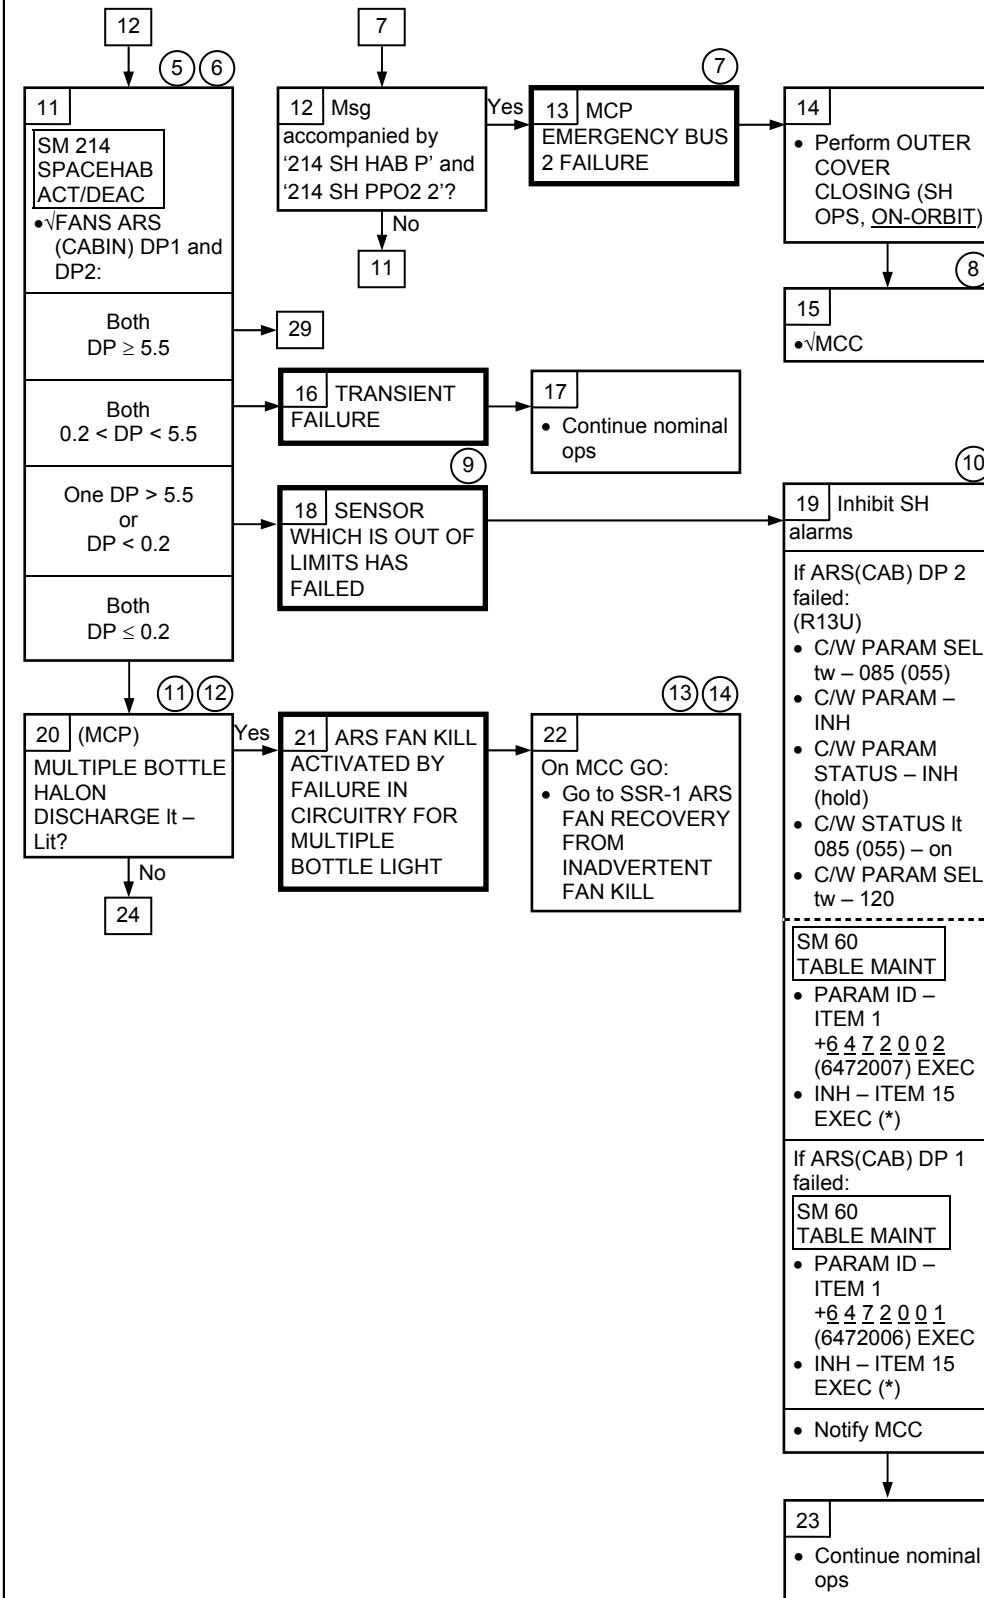 12
5 6
11
SM 214
SPACEHAB
ACT/DEAC
•√FANS ARS
(CABIN) DP1 and
DP2:
Both
DP ≥ 5.5
29
Both
0.2 < DP < 5.5
One DP > 5.5
or
DP < 0.2
Both
DP ≤ 0.2
7
12 Msg
accompanied by
'214 SH HAB P' and
'214 SH PPO2 2'?
Yes
No
11
7
13 MCP
EMERGENCY BUS
2 FAILURE
14
• Perform OUTER
COVER
CLOSING (SH
OPS, ON-ORBIT)
8
15
•√MCC
16 TRANSIENT
FAILURE
17
• Continue nominal
ops
9
18 SENSOR
WHICH IS OUT OF
LIMITS HAS
FAILED
10
19 Inhibit SH
alarms
If ARS(CAB) DP 2
failed:
(R13U)
• C/W PARAM SEL
tw – 085 (055)
• C/W PARAM –
INH
• C/W PARAM
STATUS – INH
(hold)
• C/W STATUS lt
085 (055) – on
• C/W PARAM SEL
tw – 120
SM 60
TABLE MAINT
• PARAM ID –
ITEM 1
+6 4 7 2 0 0 2
(6472007) EXEC
• INH – ITEM 15
EXEC (*)
If ARS(CAB) DP 1
failed:
SM 60
TABLE MAINT
• PARAM ID –
ITEM 1
+6 4 7 2 0 0 1
(6472006) EXEC
• INH – ITEM 15
EXEC (*)
• Notify MCC
11 12
20 (MCP)
MULTIPLE BOTTLE
HALON
DISCHARGE lt –
Lit?
Yes
No
24
21 ARS FAN KILL
ACTIVATED BY
FAILURE IN
CIRCUITRY FOR
MULTIPLE
BOTTLE LIGHT
13 14
22
On MCC GO:
• Go to SSR-1 ARS
FAN RECOVERY
FROM
INADVERTENT
FAN KILL
23
• Continue nominal
ops